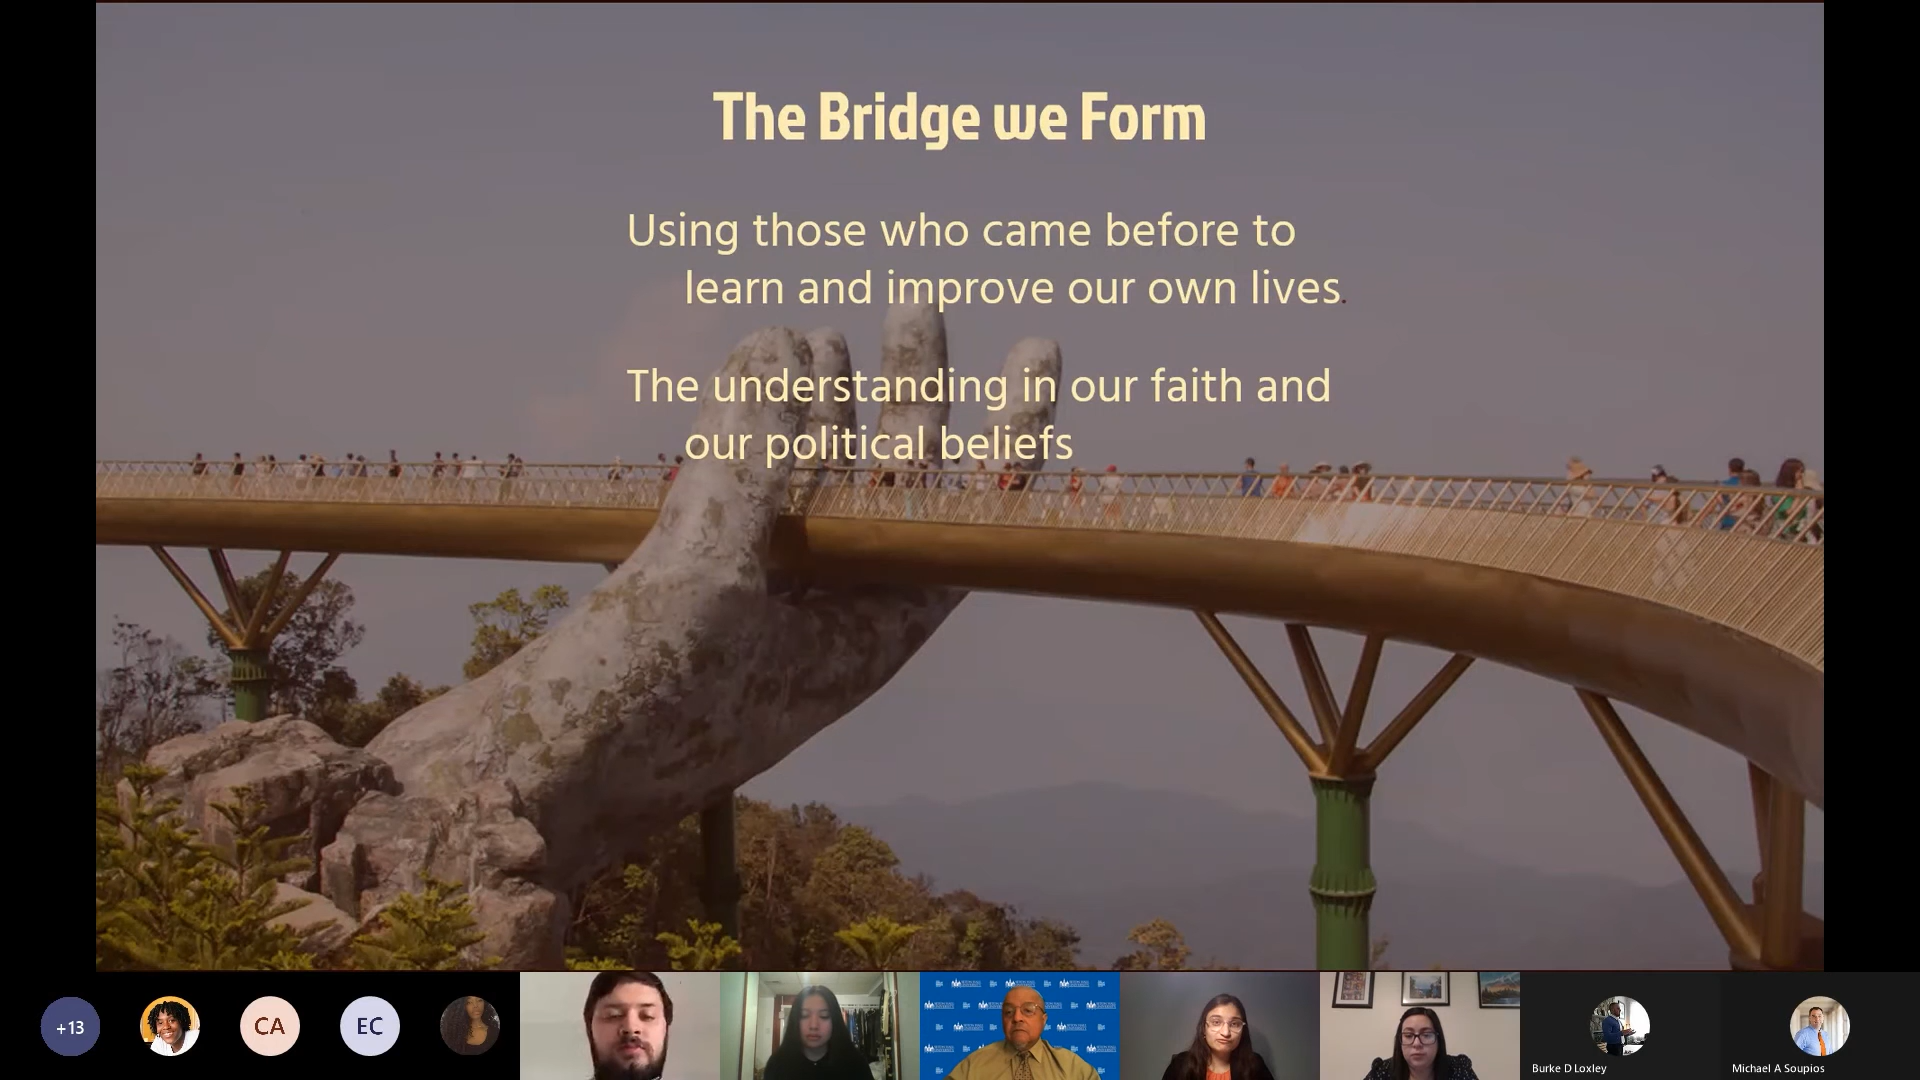 The Bridge we Form
Using those who came before to
learn and improve our own lives.
The understanding in our faith and
our political beliefs
+13
CA
EC
Burke D Loxley
Michael A Soupios